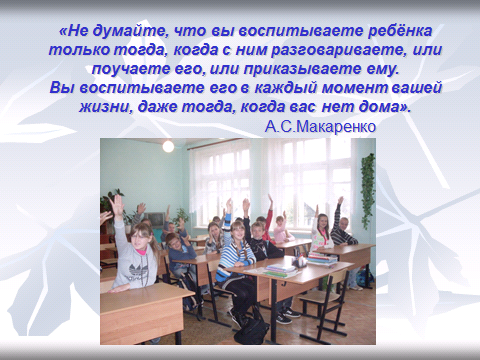 «Не думайте, что вы воспитываете ребёнка
только тогда, когда с ним разговариваете, или
поучаете его, или приказываете ему.
Вы воспитываете его в каждый момент вашей
жизни, даже тогда, когда вас нет дома».
А.С.Макаренко